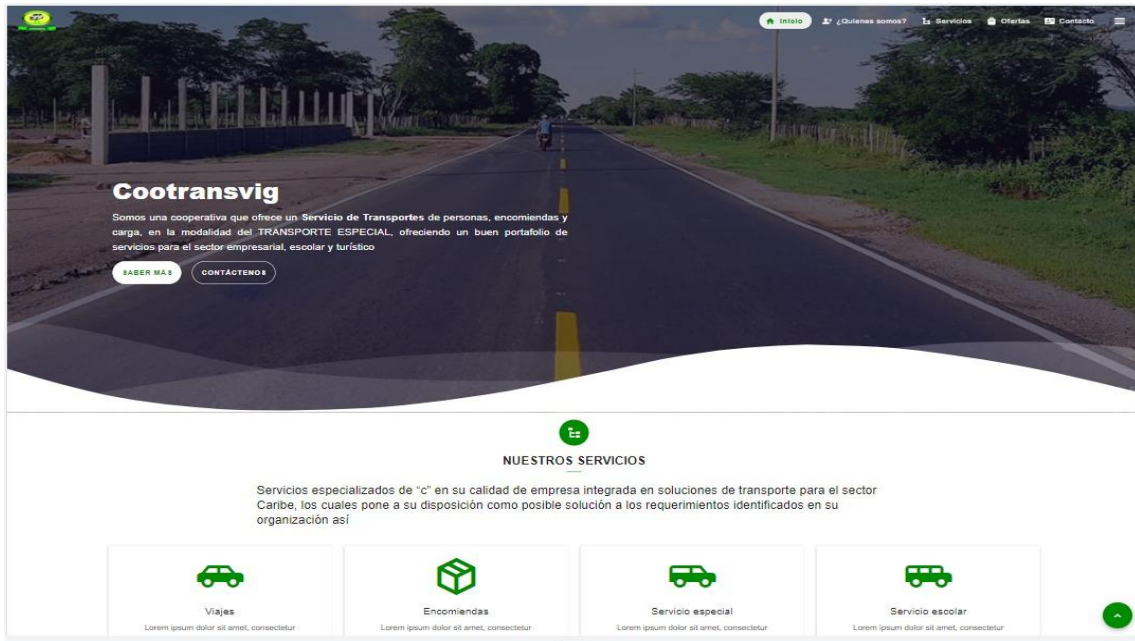 Inicio
¿Quienes somos?
Servicios
Ofertas
Contacto
Cootransvig
Somos una cooperativa que ofrece un Servicio de Transportes de personas, encomiendas y
carga, en la modalidad del TRANSPORTE ESPECIAL, ofreciendo un buen portafolio de
servicios para el sector empresarial, escolar y turístico
SABER MÁS
CONTÁCTENOS
NUESTROS SERVICIOS
Servicios especializados de “c” en su calidad de empresa integrada en soluciones de transporte para el sector
Caribe, los cuales pone a su disposición como posible solución a los requerimientos identificados en su
organización así
Viajes
Lorem ipsum dolor sit amet, consectetur
Encomiendas
Lorem ipsum dolor sit amet, consectetur
Servicio especial
Lorem ipsum dolor sit amet, consectetur
Servicio escolar
Lorem ipsum dolor sit amet, consectetur